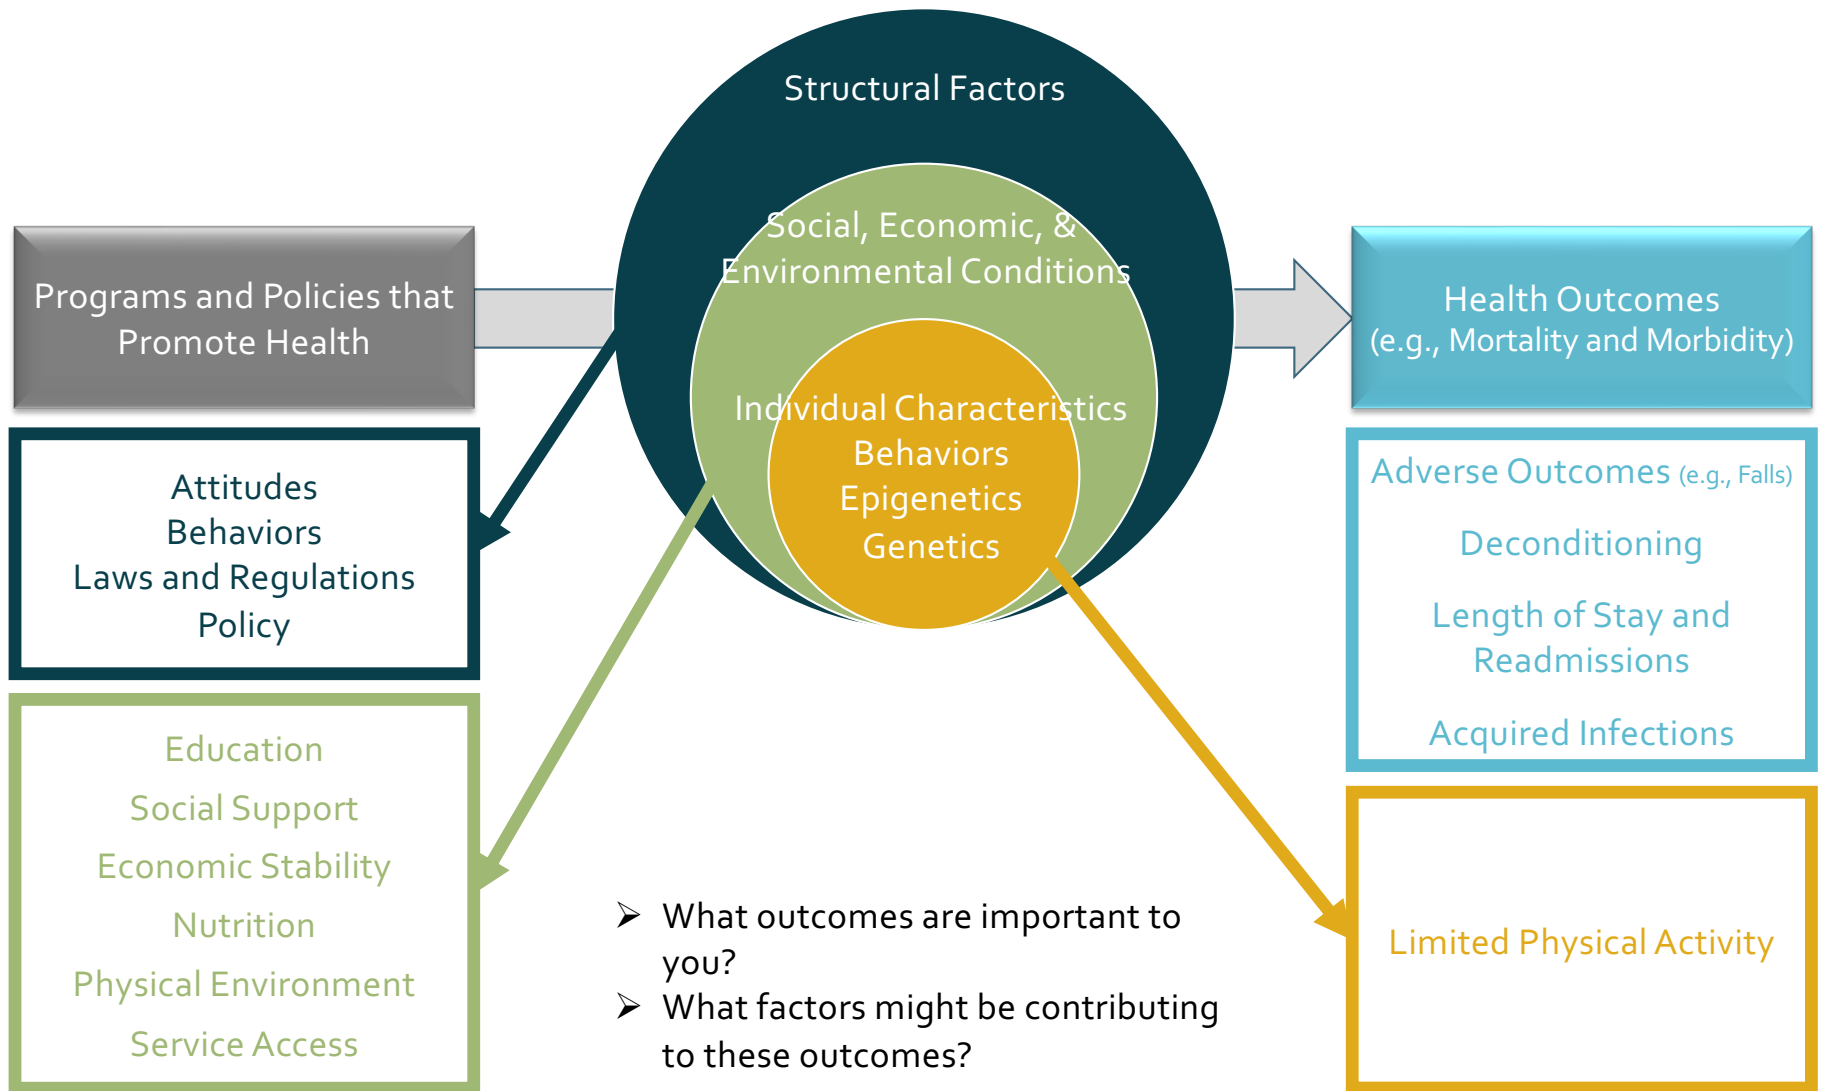 Structural Factors
Social, Economic, &
Environmental Conditions
Individual Characteristics
Behaviors
Epigenetics
Genetics
Programs and Policies that
Promote Health
Health Outcomes
(e.g., Mortality and Morbidity)
Attitudes
Behaviors
Laws and Regulations
Policy
Education
Social Support
Economic Stability
Nutrition
Physical Environment
Service Access
Adverse Outcomes (e.g., Falls)
Deconditioning
Length of Stay and
Readmissions
Acquired Infections
Limited Physical Activity
➢ What outcomes are important to
you?
➢ What factors might be contributing
to these outcomes?